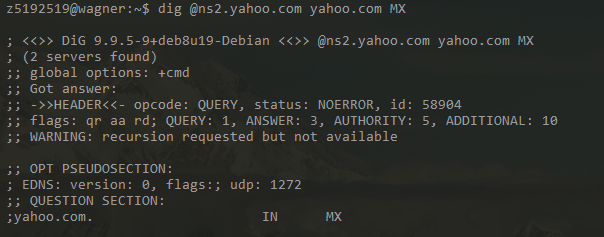 z5192519@wagner:~$ dig @ns2.yahoo.com yahoo.com MX
; <<>> DiG 9.9.5-9+deb8u19-Debian <<>> @ns2.yahoo.com yahoo.com MX
; (2 servers found)
;; global options: +cmd
;; Got answer:
;; ->>HEADER<<- opcode: QUERY, status: NOERROR, id: 58904
;; flags: qr aa rd; QUERY: 1, ANSWER: 3, AUTHORITY: 5, ADDITIONAL: 10
;; WARNING: recursion requested but not available
;; OPT PSEUDOSECTION:
; EDNS: version: 0, flags:; udp: 1272
;; QUESTION SECTION:
;yahoo.com. IN MX